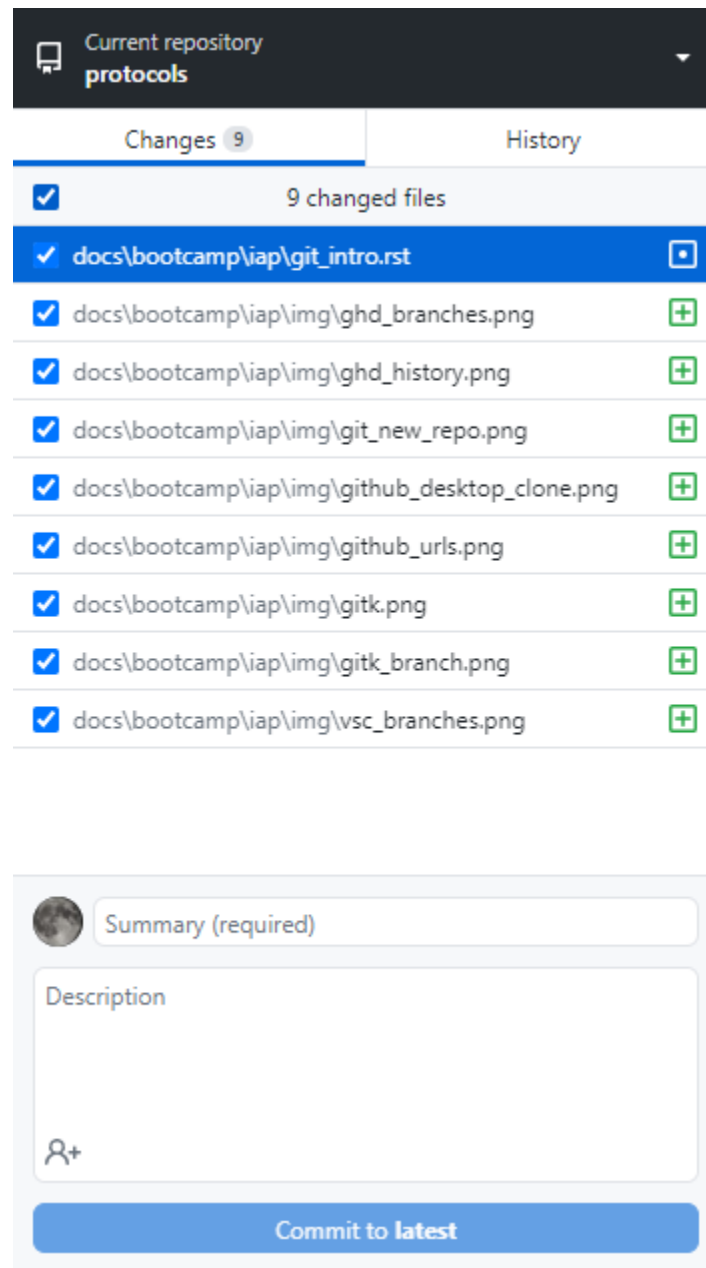 Current repository
protocols
Changes 9
History
9 changed files
docs\bootcamp\iap\git_intro.rst
docs\bootcamp\iap\img\ghd_branches.png
docs\bootcamp\iap\img\ghd_history.png
docs\bootcamp\iap\img\git_new_repo.png
docs\bootcamp\iap\img\github_desktop_clone.png
docs\bootcamp\iap\img\github_urls.png
docs\bootcamp\iap\img\gitk.png
docs\bootcamp\iap\img\gitk_branch.png
docs\bootcamp\iap\img\vsc_branches.png
Summary (required)
Description
Commit to latest